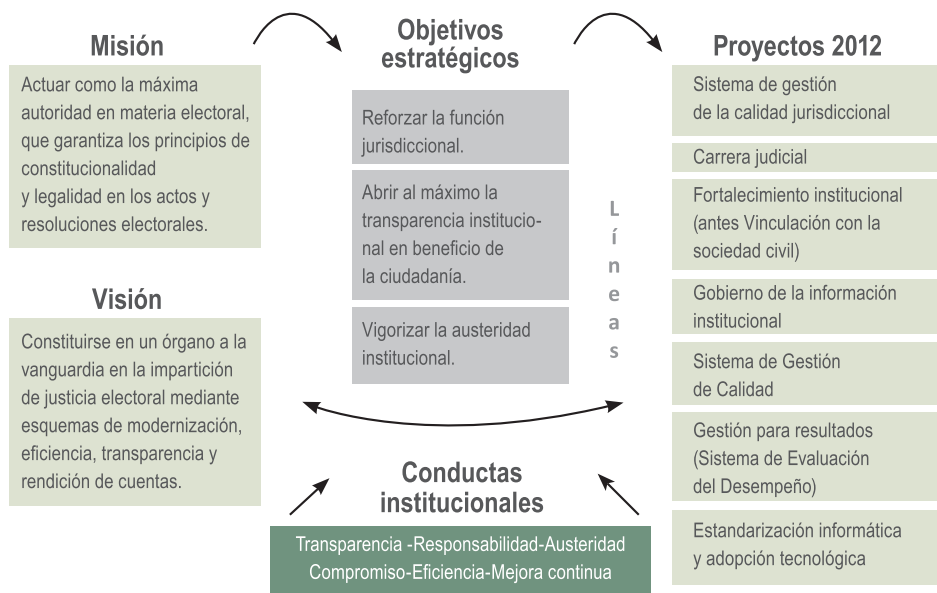 Misión
Actuar como la máxima
autoridad en materia electoral,
que garantiza los principios de
constitucionalidad
y legalidad en los actos y
resoluciones electorales.
Visión
Constituirse en un órgano a la
vanguardia en la impartición
de justicia electoral mediante
esquemas de modernización,
eficiencia, transparencia y
rendición de cuentas.
Objetivos
estratégicos
Reforzar la función
jurisdiccional.
Abrir al máximo la
transparencia institucio-
nal en beneficio de
la ciudadanía.
Vigorizar la austeridad
institucional.
Líneas
Proyectos 2012
Sistema de gestión
de la calidad jurisdiccional
Carrera judicial
Fortalecimiento institucional
(antes Vinculación con la
sociedad civil)
Gobierno de la información
institucional
Sistema de Gestión
de Calidad
Gestión para resultados
(Sistema de Evaluación
del Desempeño)
Estandarización informática
y adopción tecnológica
Conductas
institucionales
Transparencia -Responsabilidad-Austeridad
Compromiso-Eficiencia-Mejora continua